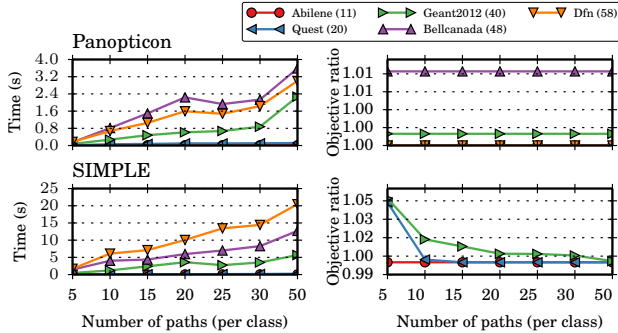 Abilene (11)
Quest (20)
Geant2012 (40)
Bellcanada (48)
Dfn (58)
Panopticon
Time (s)
4.0
3.2
2.4
1.6
0.8
0.0
Objective ratio
1.01
1.01
1.00
1.00
1.00
SIMPLE
Time (s)
25
20
15
10
5
0
5 10 15 20 25 30 50
Number of paths (per class)
Objective ratio
1.05
1.03
1.02
1.00
0.99
5 10 15 20 25 30 50
Number of paths (per class)